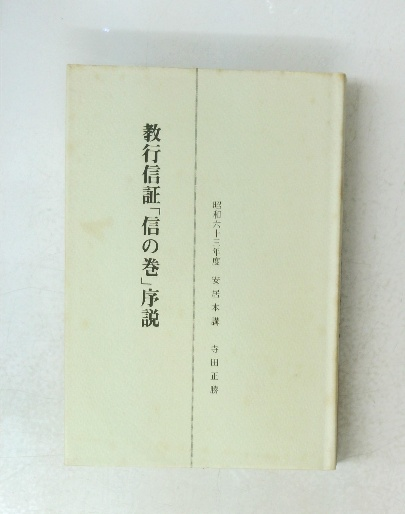 昭和六十三年度 安居本講 寺田正勝
教行信証「信の巻」序説